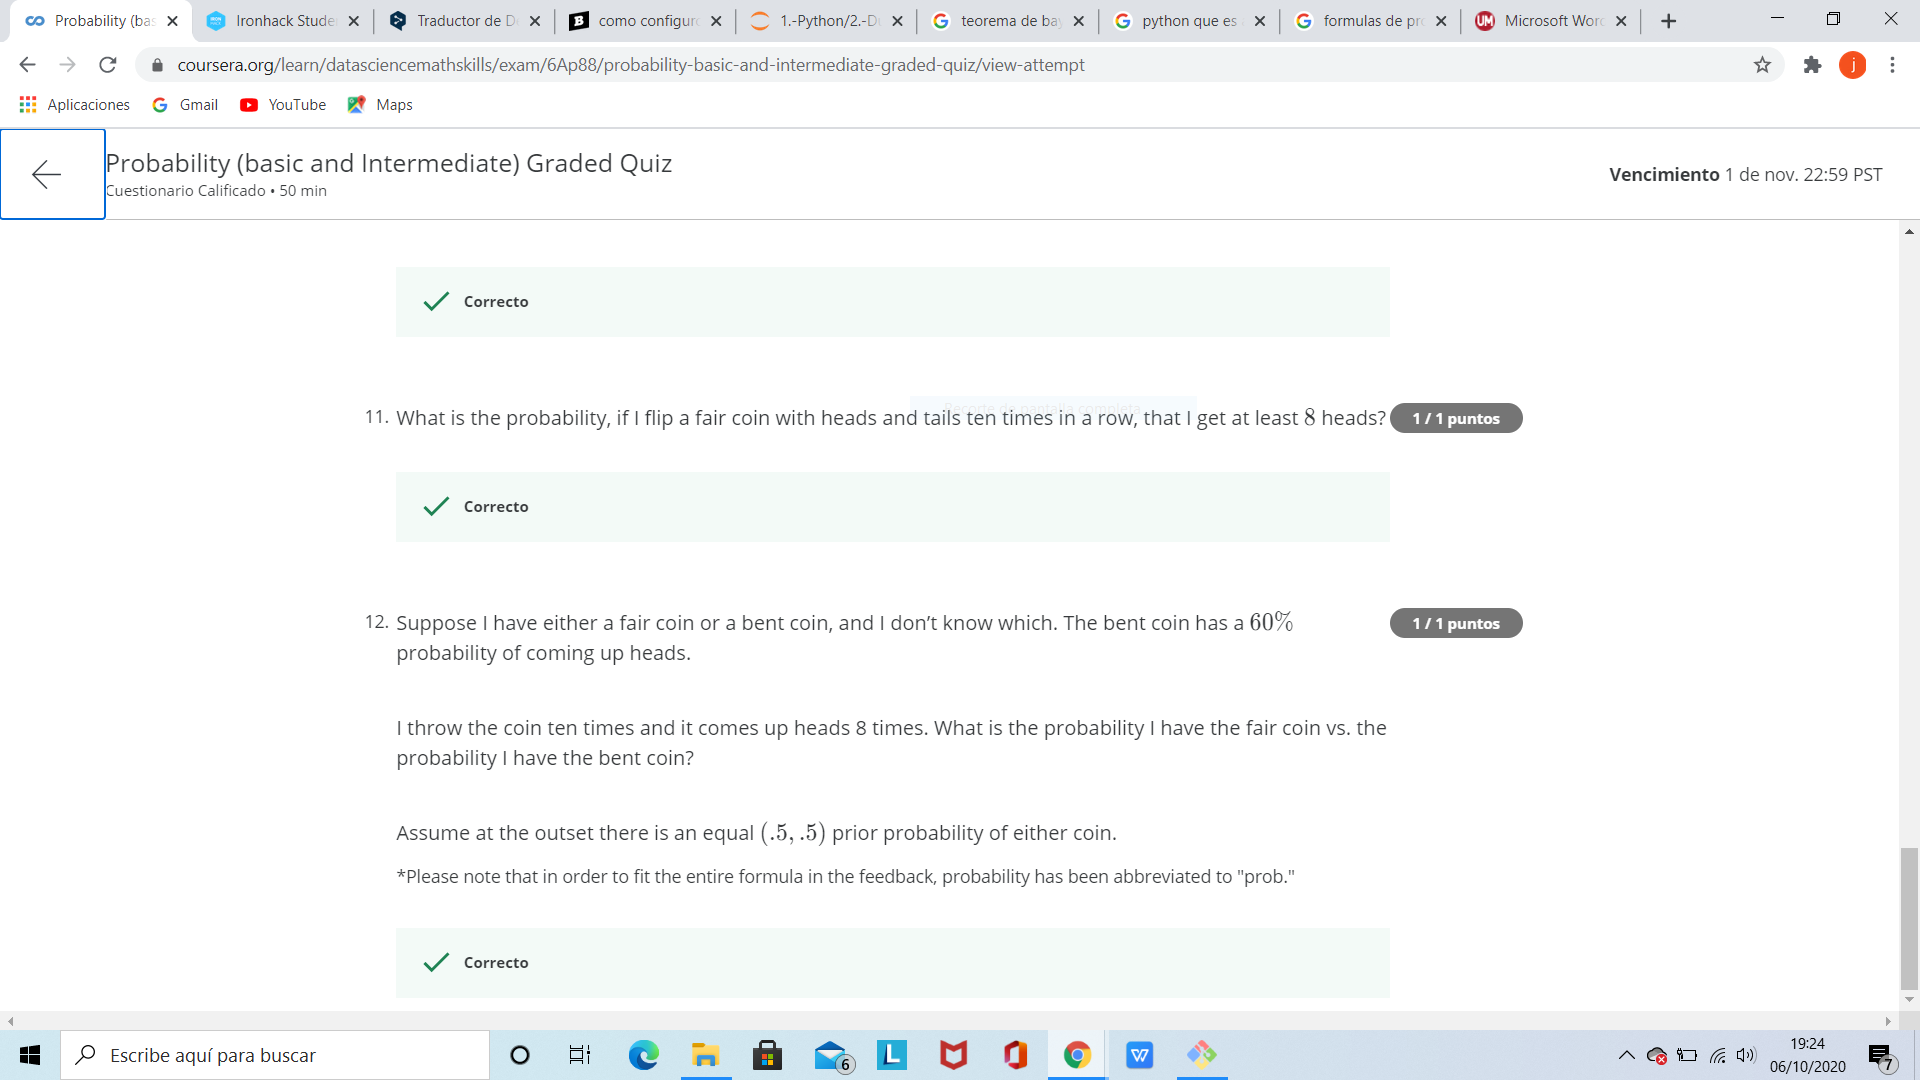 Probability (bas
Ironhack Stude
Traductor de D
como configur
1.-Python/2.-D
teorema de ba
python que es
formulas de pr
Microsoft Wor
coursera.org/learn/datasciencemathskills/exam/6Ap88/probability-basic-and-intermediate-graded-quiz/view-attempt
j
Aplicaciones
Gmail
YouTube
Maps
Probability (basic and Intermediate) Graded Quiz
Cuestionario Calificado • 50 min
Vencimiento 1 de nov. 22:59 PST
Correcto
Recorte de pantalla completa
11. What is the probability, if I flip a fair coin with heads and tails ten times in a row, that I get at least 8 heads?
1 / 1 puntos
Correcto
12. Suppose I have either a fair coin or a bent coin, and I don’t know which. The bent coin has a 60%
1 / 1 puntos
probability of coming up heads.
I throw the coin ten times and it comes up heads 8 times. What is the probability I have the fair coin vs. the
probability I have the bent coin?
Assume at the outset there is an equal (.5, .5) prior probability of either coin.
*Please note that in order to fit the entire formula in the feedback, probability has been abbreviated to "prob."
Correcto
Escribe aquí para buscar
6
L
W
19:24
06/10/2020
7